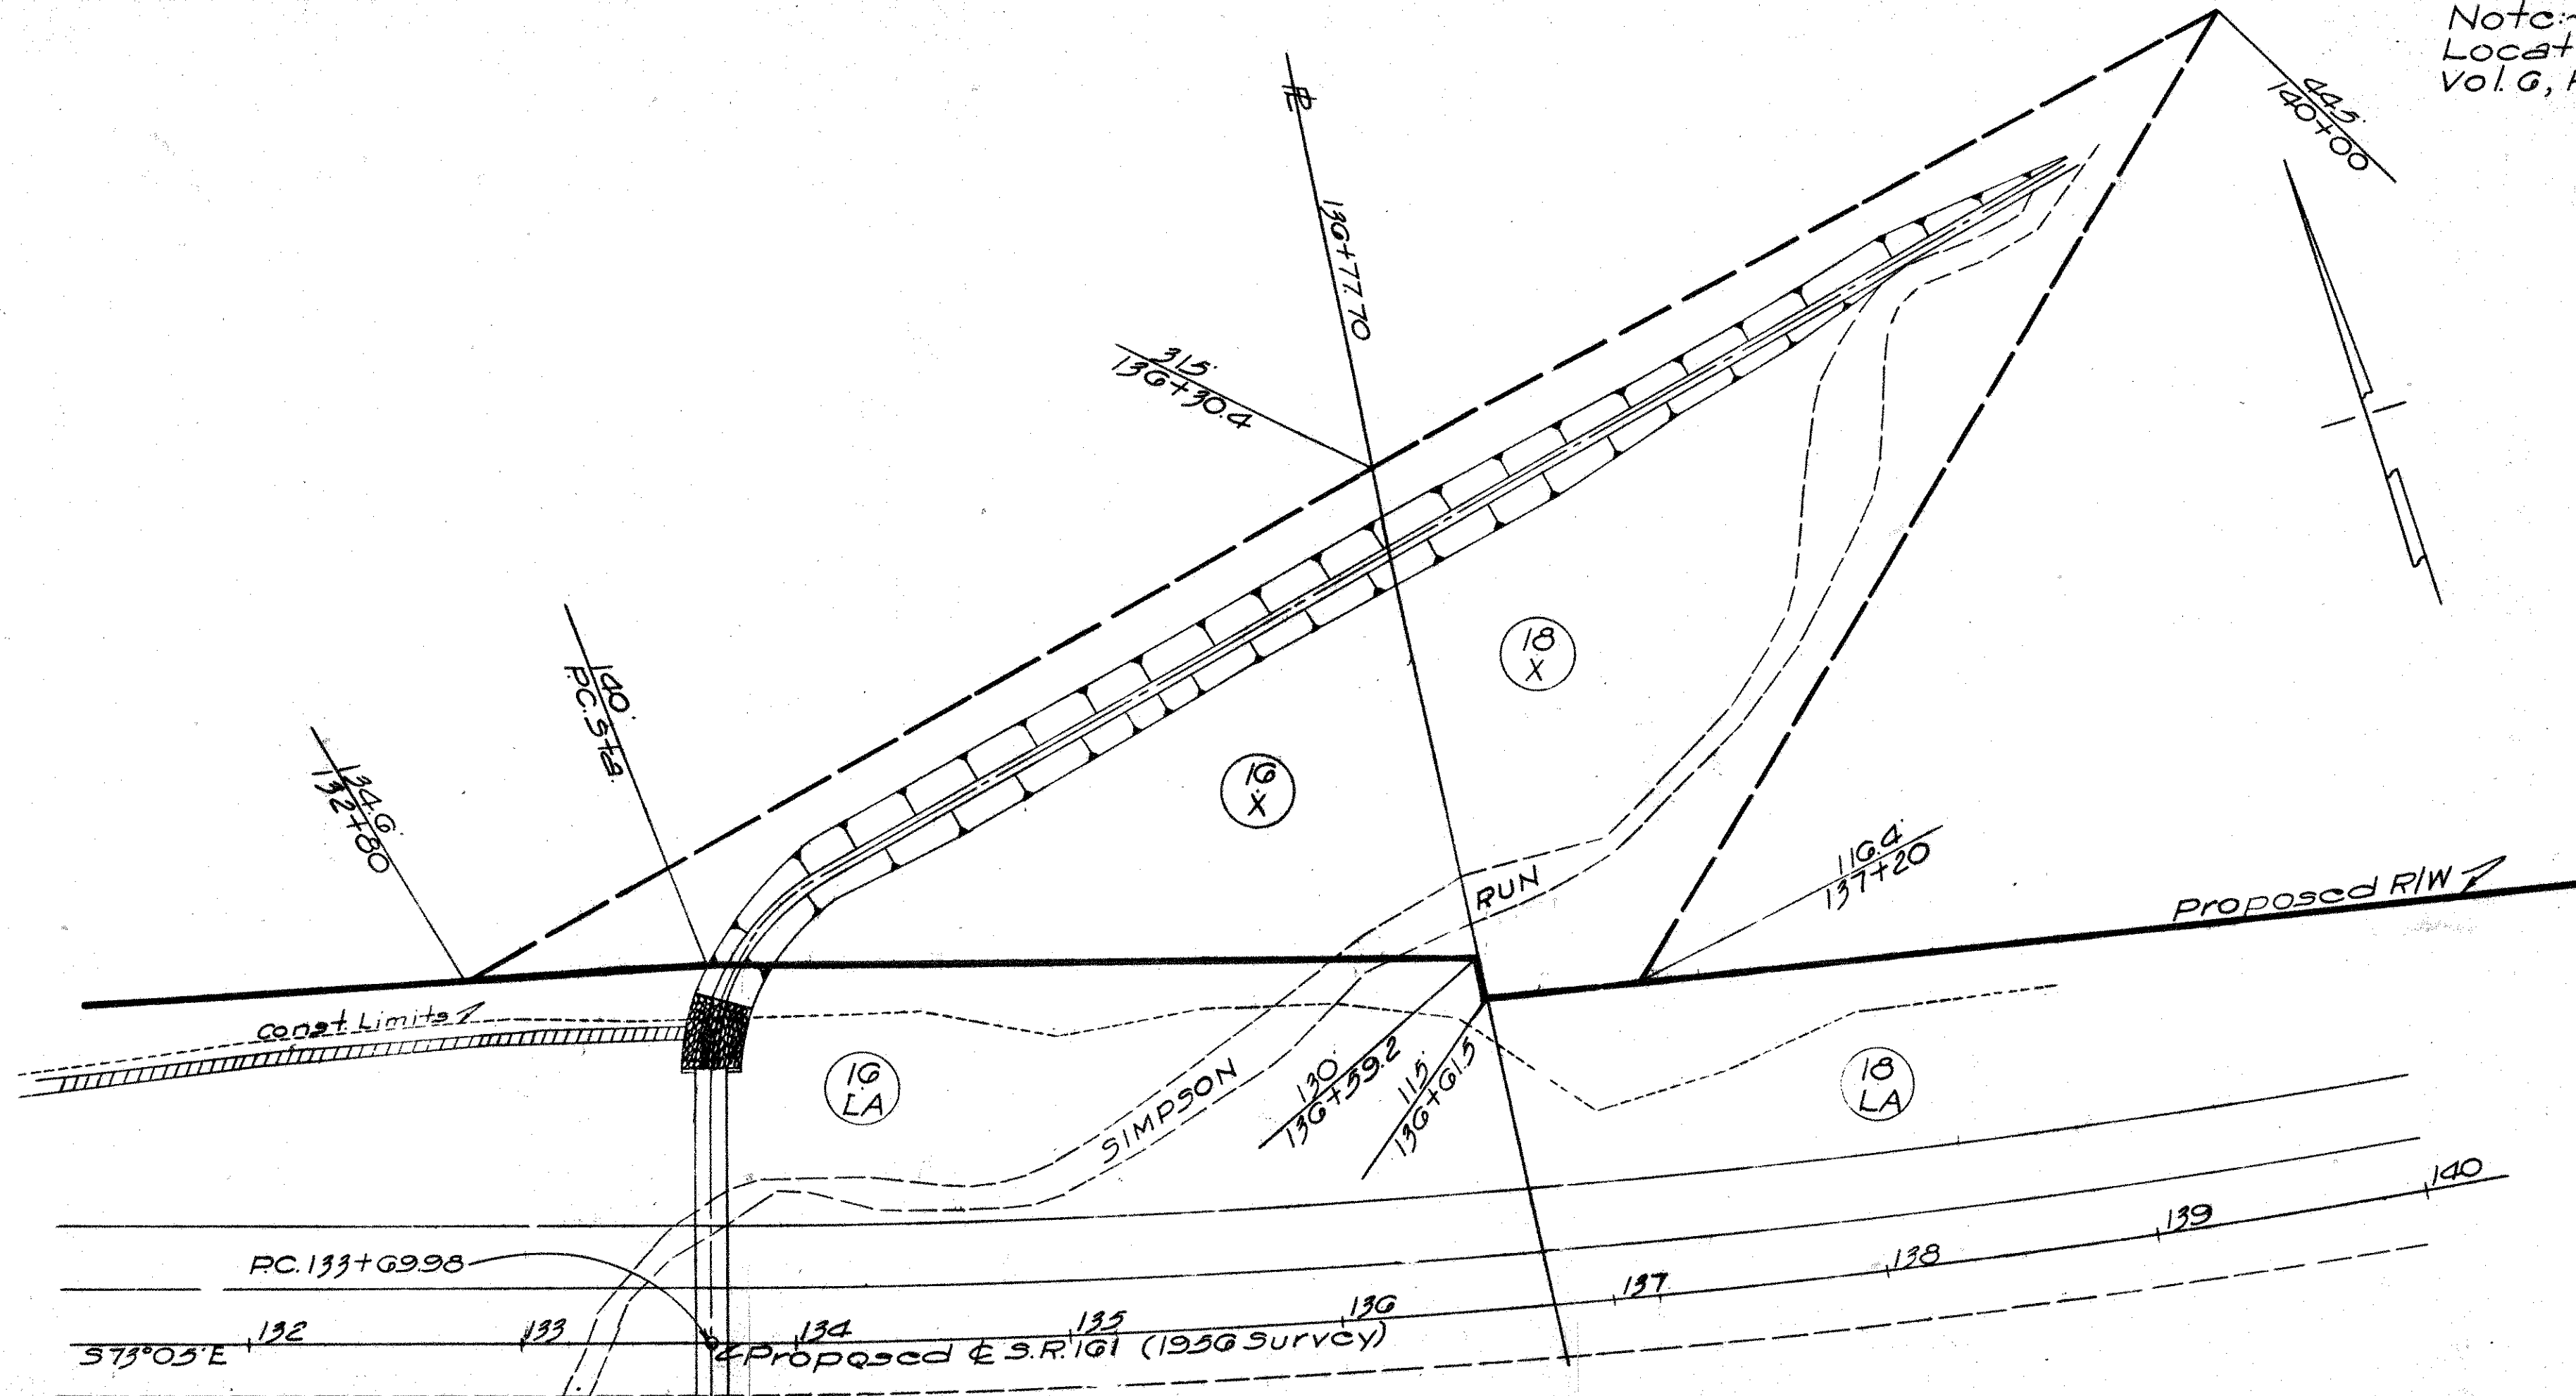 Note:-
Locat
Vol. 6, P
445'
140+00
PL
136+77.70
315'
136+30.4
140'
P.C. Sta.
134.6
132+80
18
X
16
X
RUN
116.4'
137+20
Proposed R/W
const Limits
16
LA
SIMPSON
130'
136+59.2
115'
136+61.5
18
LA
P.C. 133+69.98
132
133
134
135
136
137
138
139
140
S 73°05' E
Proposed ℄ S.R. 161 (1956 Survey)